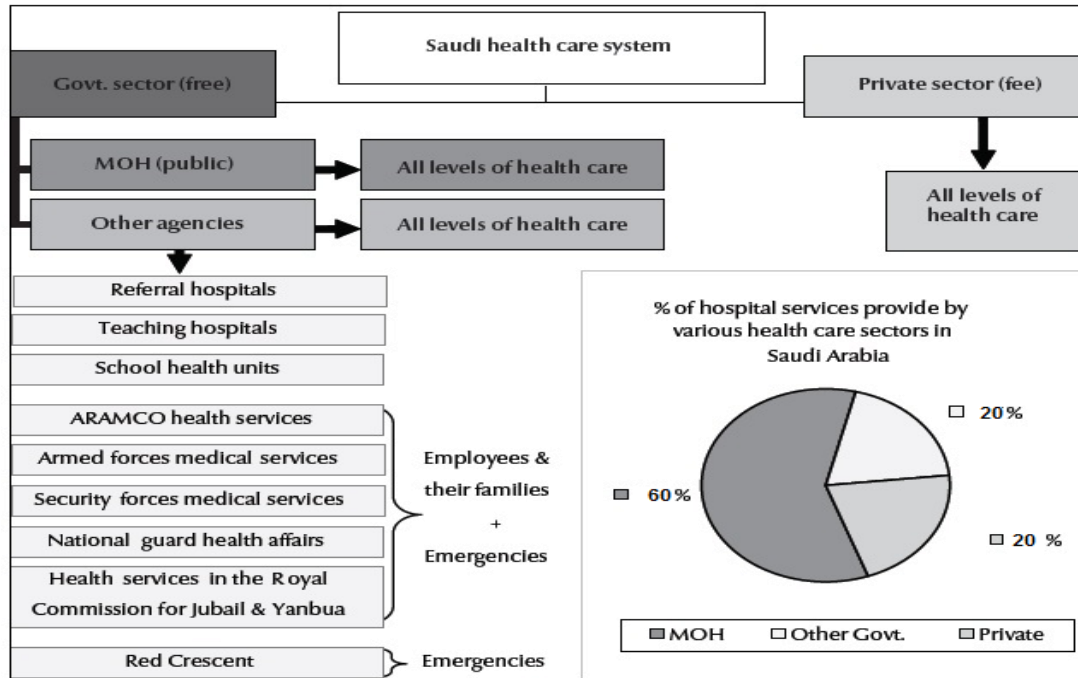 Saudi health care system
Govt. sector (free)
Private sector (fee)
MOH (public)
All levels of health care
Other agencies
All levels of health care
All levels of
health care
Referral hospitals
Teaching hospitals
School health units
ARAMCO health services
Armed forces medical services
Security forces medical services
National guard health affairs
Health services in the Royal
Commission for Jubail & Yanbua
Employees &
their families
+
Emergencies
Red Crescent
Emergencies
% of hospital services provide by
various health care sectors in
Saudi Arabia
20%
60%
20 %
MOH
Other Govt.
Private